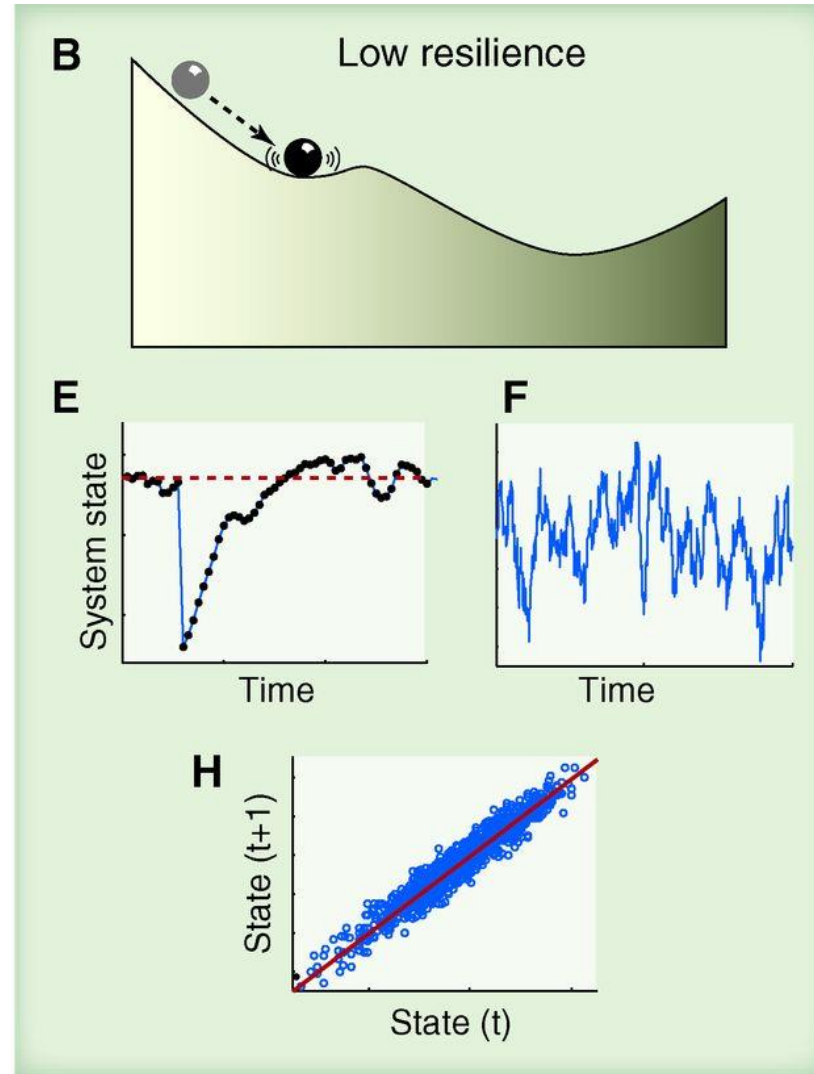 B
Low resilience
E
System state
Time
F
Time
H
State (t+1)
State (t)